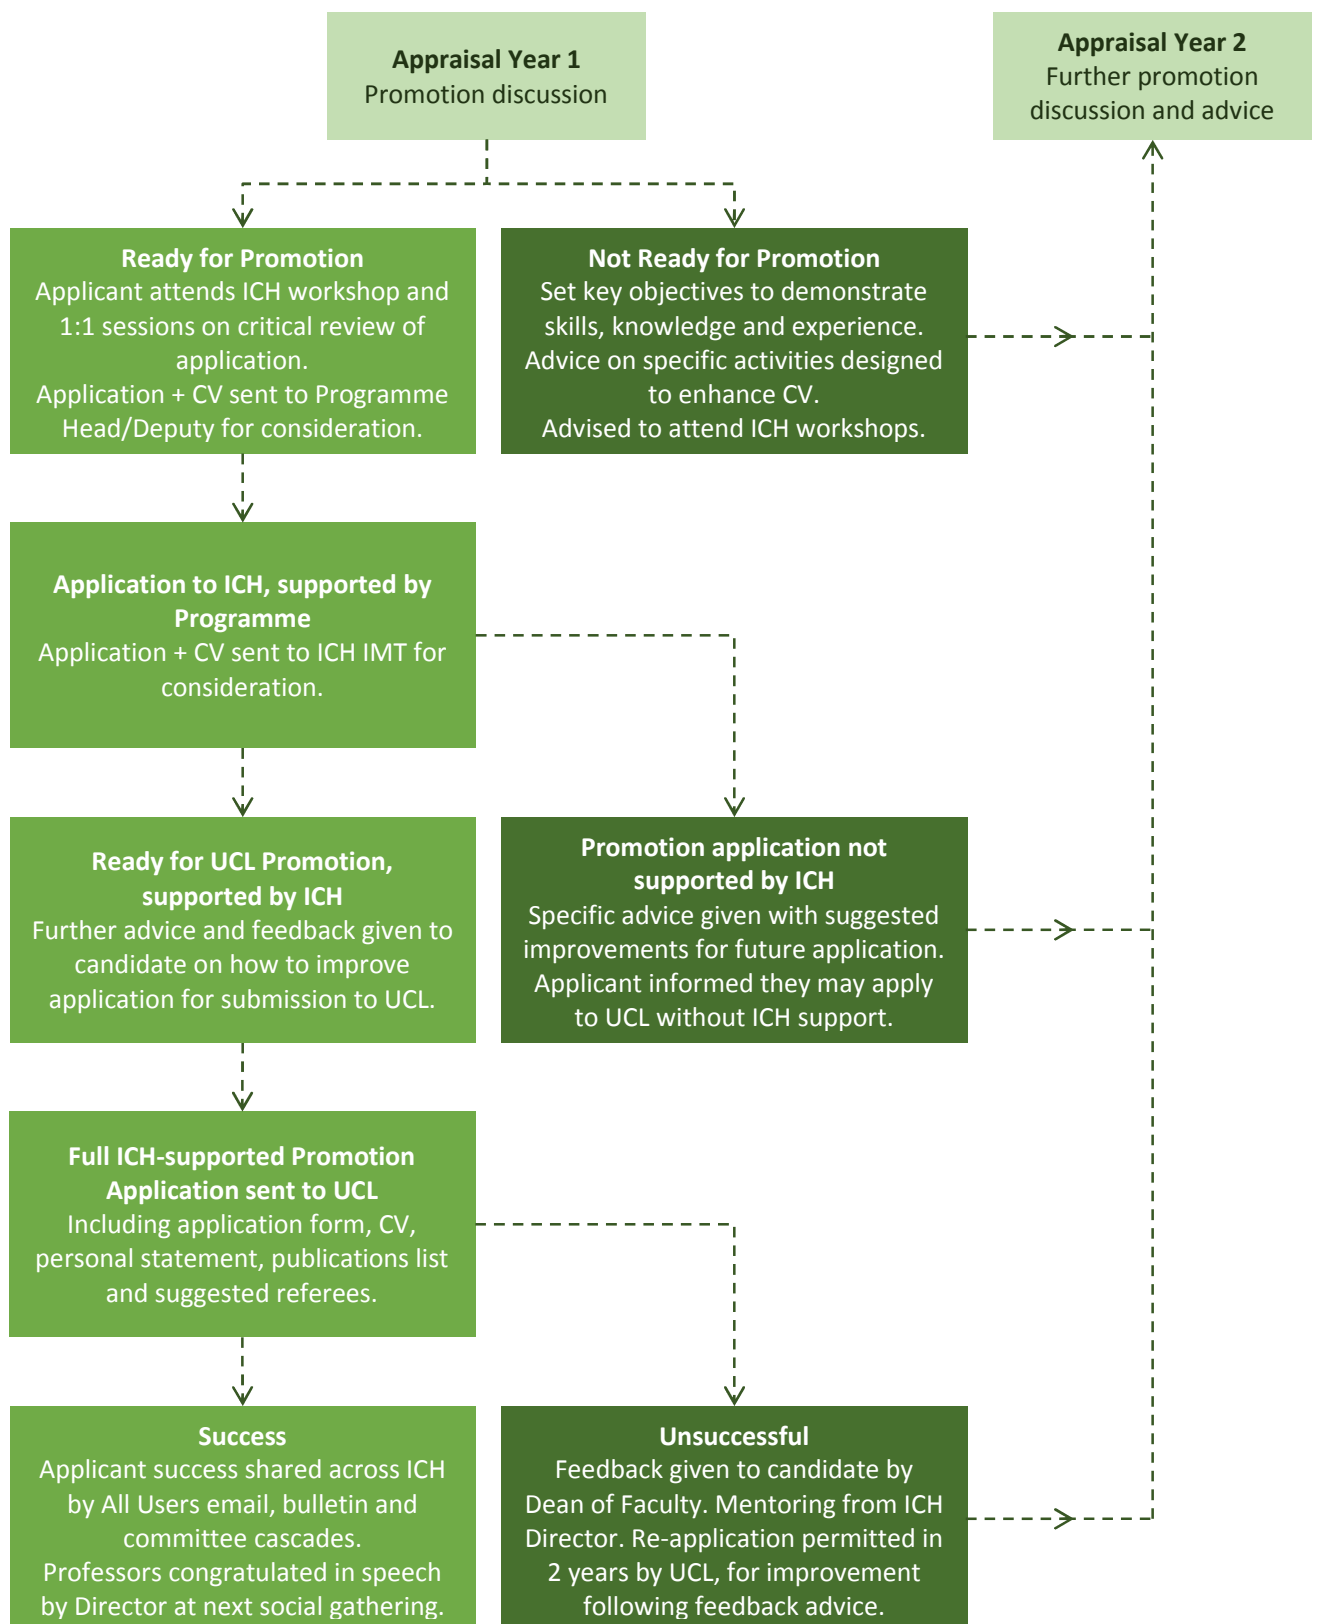 Appraisal Year 1
Promotion discussion
Appraisal Year 2
Further promotion
discussion and advice
Ready for Promotion
Applicant attends ICH workshop and
1:1 sessions on critical review of
application.
Application + CV sent to Programme
Head/Deputy for consideration.
Not Ready for Promotion
Set key objectives to demonstrate
skills, knowledge and experience.
Advice on specific activities designed
to enhance CV.
Advised to attend ICH workshops.
Application to ICH, supported by
Programme
Application + CV sent to ICH IMT for
consideration.
Ready for UCL Promotion,
supported by ICH
Further advice and feedback given to
candidate on how to improve
application for submission to UCL.
Promotion application not
supported by ICH
Specific advice given with suggested
improvements for future application.
Applicant informed they may apply
to UCL without ICH support.
Full ICH-supported Promotion
Application sent to UCL
Including application form, CV,
personal statement, publications list
and suggested referees.
Success
Applicant success shared across ICH
by All Users email, bulletin and
committee cascades.
Professors congratulated in speech
by Director at next social gathering.
Unsuccessful
Feedback given to candidate by
Dean of Faculty. Mentoring from ICH
Director. Re-application permitted in
2 years by UCL, for improvement
following feedback advice.